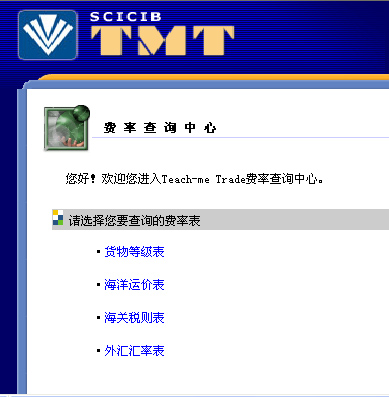 SCICIB
TMT
费率查询中心
您好！欢迎您进入Teach-me Trade费率查询中心。
请选择您要查询的费率表
• 货物等级表
• 海洋运价表
• 海关税则表
• 外汇汇率表